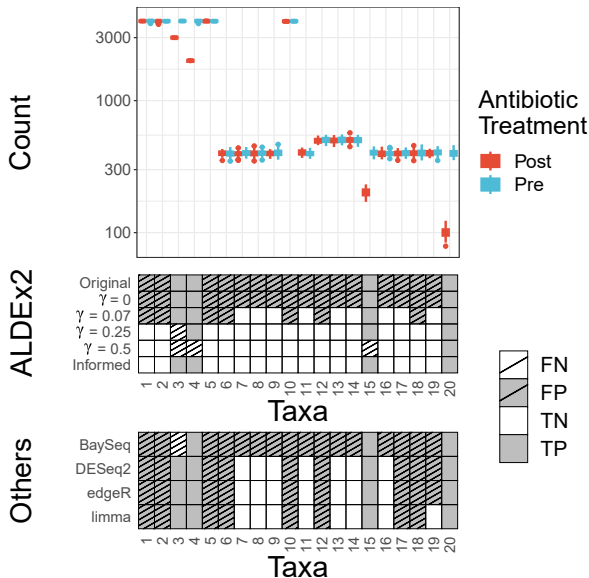 3000
1000
300
100
Count
Antibiotic
Treatment
Post
Pre
ALDEx2
Original
γ = 0
γ = 0.07
γ = 0.25
γ = 0.5
Informed
1 2 3 4 5 6 7 8 9 10 11 12 13 14 15 16 17 18 19 20
Taxa
FN
FP
TN
TP
Others
BaySeq
DESeq2
edgeR
limma
1 2 3 4 5 6 7 8 9 10 11 12 13 14 15 16 17 18 19 20
Taxa